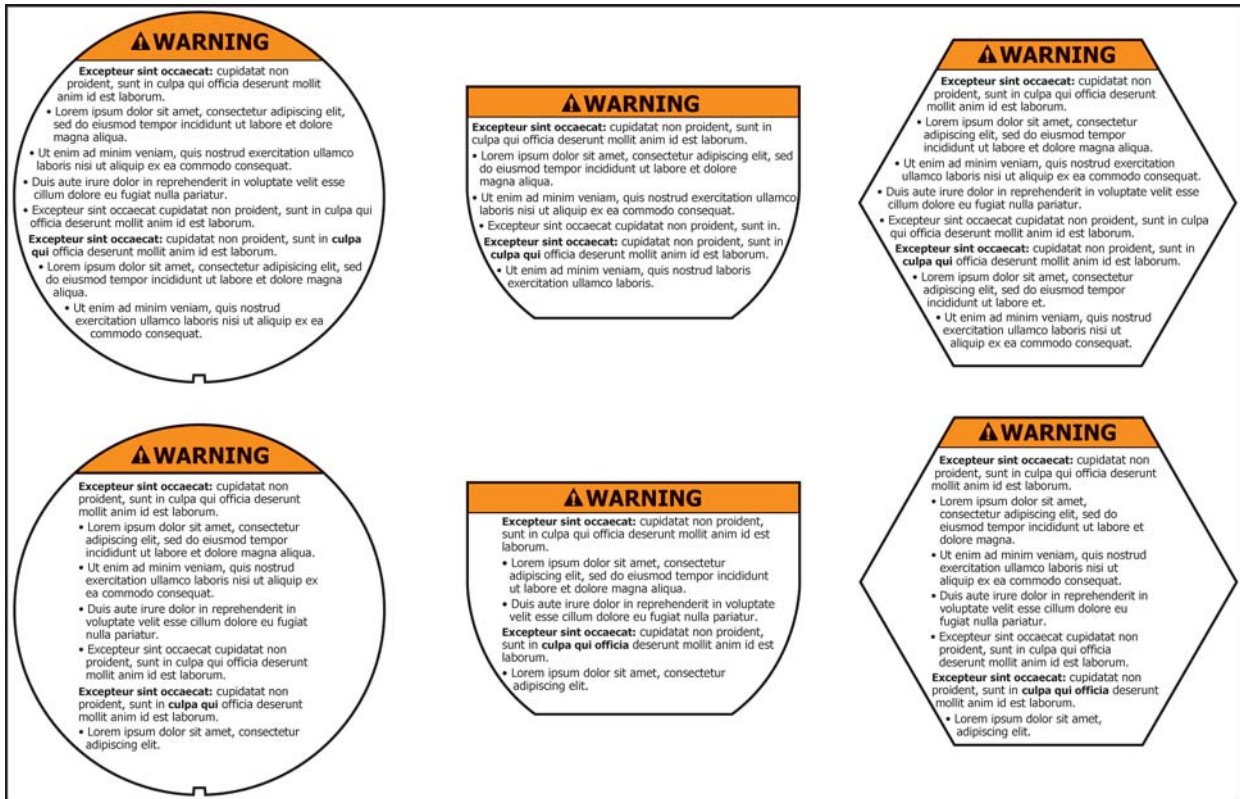 WARNING
Excepteur sint occaecat: cupidatat non
proident, sunt in culpa qui officia deserunt mollit
anim id est laborum.
• Lorem ipsum dolor sit amet, consectetur adipiscing elit,
sed do eiusmod tempor incididunt ut labore et dolore
magna aliqua.
• Ut enim ad minim veniam, quis nostrud exercitation ullamco
laboris nisi ut aliquip ex ea commodo consequat.
• Duis aute irure dolor in reprehenderit in voluptate velit esse
cillum dolore eu fugiat nulla pariatur.
• Excepteur sint occaecat cupidatat non proident, sunt in culpa qui
officia deserunt mollit anim id est laborum.
Excepteur sint occaecat: cupidatat non proident, sunt in culpa
qui officia deserunt mollit anim id est laborum.
• Lorem ipsum dolor sit amet, consectetur adipisicing elit, sed
do eiusmod tempor incididunt ut labore et dolore magna
aliqua.
• Ut enim ad minim veniam, quis nostrud
exercitation ullamco laboris nisi ut aliquip ex ea
commodo consequat.
WARNING
Excepteur sint occaecat: cupidatat non proident, sunt in
culpa qui officia deserunt mollit anim id est laborum.
• Lorem ipsum dolor sit amet, consectetur adipiscing elit, sed
do eiusmod tempor incididunt ut labore et dolore
magna aliqua.
• Ut enim ad minim veniam, quis nostrud exercitation ullamco
laboris nisi ut aliquip ex ea commodo consequat.
• Excepteur sint occaecat cupidatat non proident, sunt in.
Excepteur sint occaecat: cupidatat non proident, sunt in
culpa qui officia deserunt mollit anim id est laborum.
• Ut enim ad minim veniam, quis nostrud laboris
exercitation ullamco laboris.
WARNING
Excepteur sint occaecat: cupidatat non
proident, sunt in culpa qui officia deserunt
mollit anim id est laborum.
• Lorem ipsum dolor sit amet, consectetur
adipiscing elit, sed do eiusmod tempor
incididunt ut labore et dolore magna aliqua.
• Ut enim ad minim veniam, quis nostrud exercitation
ullamco laboris nisi ut aliquip ex ea commodo consequat.
• Duis aute irure dolor in reprehenderit in voluptate velit esse
cillum dolore eu fugiat nulla pariatur.
• Excepteur sint occaecat cupidatat non proident, sunt in culpa
qui officia deserunt mollit anim id est laborum.
Excepteur sint occaecat: cupidatat non proident, sunt in
culpa qui officia deserunt mollit anim id est laborum.
• Lorem ipsum dolor sit amet, consectetur
adipiscing elit, sed do eiusmod tempor
incididunt ut labore et.
• Ut enim ad minim veniam, quis nostrud
exercitation ullamco laboris nisi ut aliquip ex
ea commodo consequat.
WARNING
Excepteur sint occaecat: cupidatat non
proident, sunt in culpa qui officia deserunt
mollit anim id est laborum.
• Lorem ipsum dolor sit amet, consectetur
adipiscing elit, sed do eiusmod tempor
incididunt ut labore et dolore magna aliqua.
• Ut enim ad minim veniam, quis nostrud
exercitation ullamco laboris nisi ut aliquip ex
ea commodo consequat.
• Duis aute irure dolor in reprehenderit in
voluptate velit esse cillum dolore eu fugiat
nulla pariatur.
• Excepteur sint occaecat cupidatat non
proident, sunt in culpa qui officia deserunt
mollit anim id est laborum.
Excepteur sint occaecat: cupidatat non
proident, sunt in culpa qui officia deserunt
mollit anim id est laborum.
• Lorem ipsum dolor sit amet, consectetur
adipiscing elit.
WARNING
Excepteur sint occaecat: cupidatat non proident,
sunt in culpa qui officia deserunt mollit anim id est
laborum.
• Lorem ipsum dolor sit amet, consectetur
adipiscing elit, sed do eiusmod tempor incididunt
ut labore et dolore magna aliqua.
• Duis aute irure dolor in reprehenderit in voluptate
velit esse cillum dolore eu fugiat nulla pariatur.
Excepteur sint occaecat: cupidatat non proident,
sunt in culpa qui officia deserunt mollit anim id est
laborum.
• Lorem ipsum dolor sit amet, consectetur
adipiscing elit.
WARNING
Excepteur sint occaecat: cupidatat non
proident, sunt in culpa qui officia deserunt
mollit anim id est laborum.
• Lorem ipsum dolor sit amet,
consectetur adipiscing elit, sed do
eiusmod tempor incididunt ut labore et
dolore magna.
• Ut enim ad minim veniam, quis nostrud
exercitation ullamco laboris nisi ut
aliquip ex ea commodo consequat.
• Duis aute irure dolor in reprehenderit in
voluptate velit esse cillum dolore eu
fugiat nulla pariatur.
• Excepteur sint occaecat cupidatat non
proident, sunt in culpa qui officia
deserunt mollit anim id est laborum.
Excepteur sint occaecat: cupidatat non
proident, sunt in culpa qui officia deserunt
mollit anim id est laborum.
• Lorem ipsum dolor sit amet,
adipiscing elit.